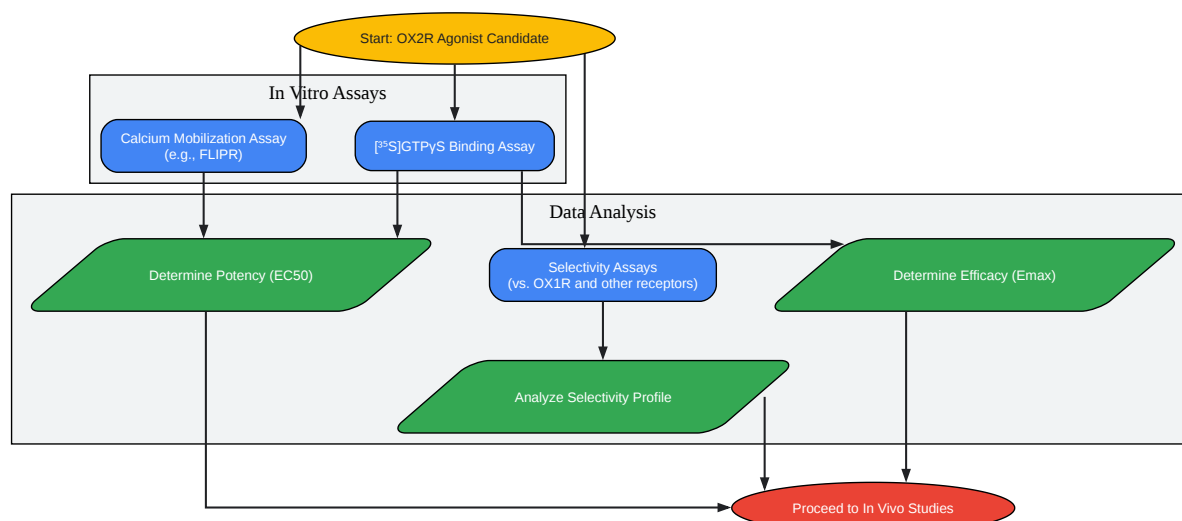 Start: OX2R Agonist Candidate
In Vitro Assays
Calcium Mobilization Assay
(e.g., FLIPR)
[³⁵S]GTPγS Binding Assay
Data Analysis
Determine Potency (EC50)
Selectivity Assays
(vs. OX1R and other receptors)
Determine Efficacy (Emax)
Analyze Selectivity Profile
Proceed to In Vivo Studies